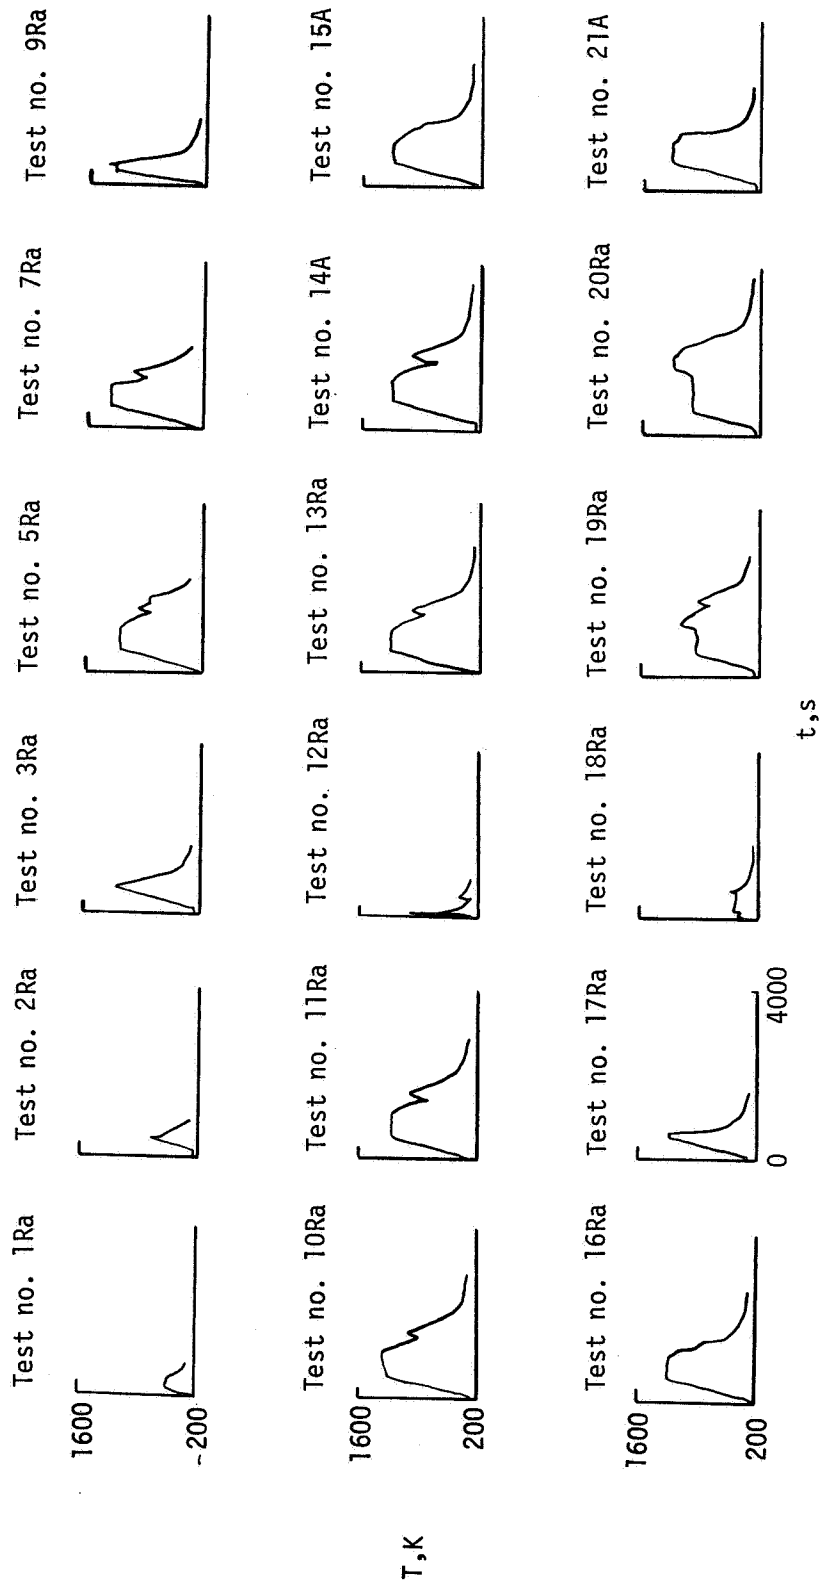 Test no. 1Ra
Test no. 2Ra
Test no. 3Ra
Test no. 5Ra
Test no. 7Ra
Test no. 9Ra
1600
-200
Test no. 10Ra
Test no. 11Ra
Test no. 12Ra
Test no. 13Ra
Test no. 14A
Test no. 15A
T,K
1600
200
Test no. 16Ra
Test no. 17Ra
Test no. 18Ra
Test no. 19Ra
Test no. 20Ra
Test no. 21A
1600
200
0
4000
t,s